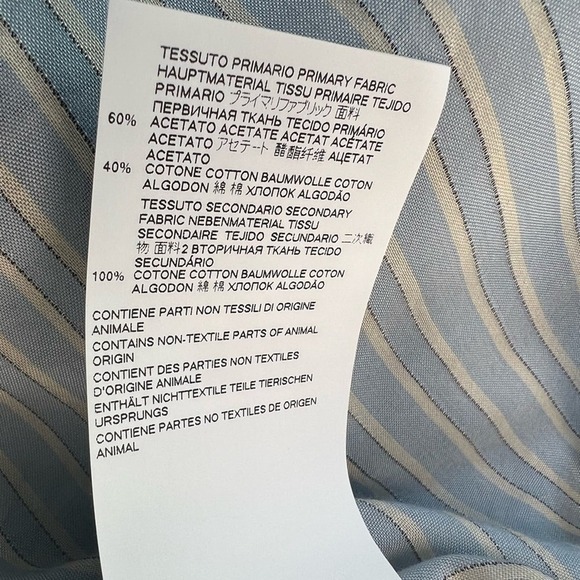 TESSUTO PRIMARIO PRIMARY FABRIC
HAUPTMATERIAL TISSU PRIMAIRE TEJIDO
PRIMARIO プライマリファブリック 面料
ПЕРВИЧНАЯ ТКАНЬ TECIDO PRIMÁRIO
60% ACETATO ACETATE ACETAT ACETATE
ACETATO アセテート 醋酯纤维 АЦЕТАТ
ACETATO
40% COTONE COTTON BAUMWOLLE COTON
ALGODON 綿 棉 ХЛОПОК ALGODÃO
TESSUTO SECONDARIO SECONDARY
FABRIC NEBENMATERIAL TISSU
SECONDAIRE TEJIDO SECUNDARIO 二次織
物 面料2 ВТОРИЧНАЯ ТКАНЬ TECIDO
SECUNDÁRIO
100% COTONE COTTON BAUMWOLLE COTON
ALGODON 綿 棉 ХЛОПОК ALGODÃO
CONTIENE PARTI NON TESSILI DI ORIGINE
ANIMALE
CONTAINS NON-TEXTILE PARTS OF ANIMAL
ORIGIN
CONTIENT DES PARTIES NON TEXTILES
D'ORIGINE ANIMALE
ENTHÄLT NICHTTEXTILE TEILE TIERISCHEN
URSPRUNGS
CONTIENE PARTES NO TEXTILES DE ORIGEN
ANIMAL